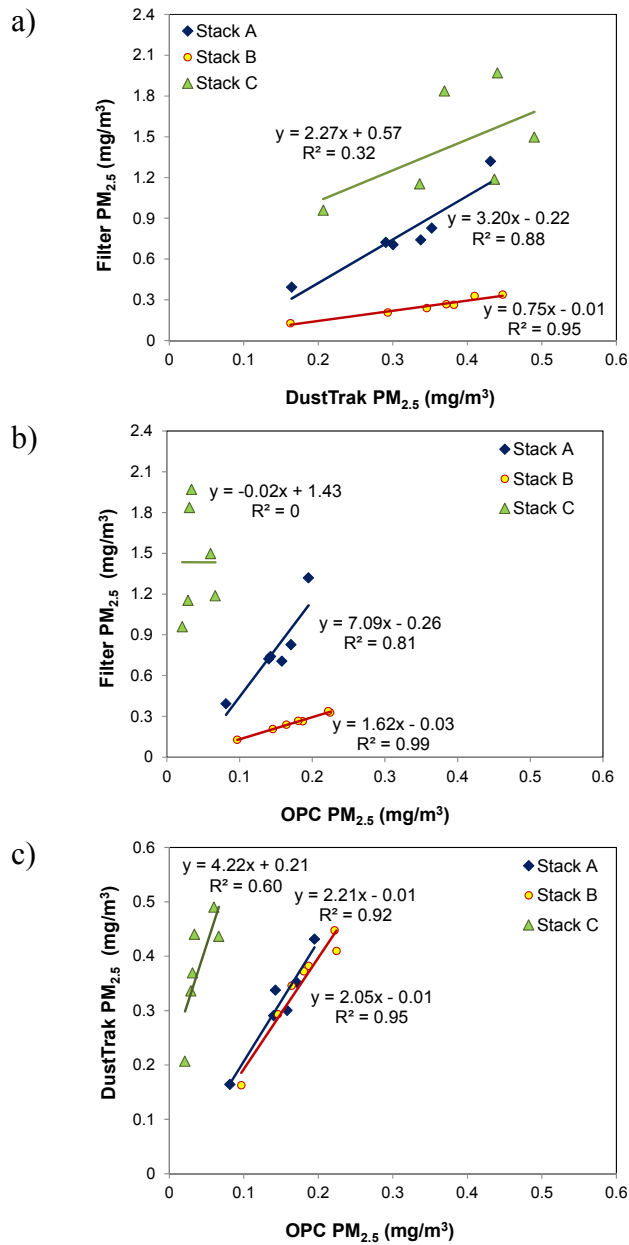 a)
2.4
2.1
1.8
1.5
1.2
0.9
0.6
0.3
0
Filter PM2.5 (mg/m³)
Stack A
Stack B
Stack C
y = 2.27x + 0.57
R² = 0.32
y = 3.20x - 0.22
R² = 0.88
y = 0.75x - 0.01
R² = 0.95
0 0.1 0.2 0.3 0.4 0.5 0.6
DustTrak PM2.5 (mg/m³)
b)
2.4
2.1
1.8
1.5
1.2
0.9
0.6
0.3
0
Filter PM2.5 (mg/m³)
Stack A
Stack B
Stack C
y = -0.02x + 1.43
R² = 0
y = 7.09x - 0.26
R² = 0.81
y = 1.62x - 0.03
R² = 0.99
0 0.1 0.2 0.3 0.4 0.5 0.6
OPC PM2.5 (mg/m³)
c)
0.6
0.5
0.4
0.3
0.2
0.1
0
DustTrak PM2.5 (mg/m³)
y = 4.22x + 0.21
R² = 0.60
Stack A
Stack B
Stack C
y = 2.21x - 0.01
R² = 0.92
y = 2.05x - 0.01
R² = 0.95
0 0.1 0.2 0.3 0.4 0.5 0.6
OPC PM2.5 (mg/m³)